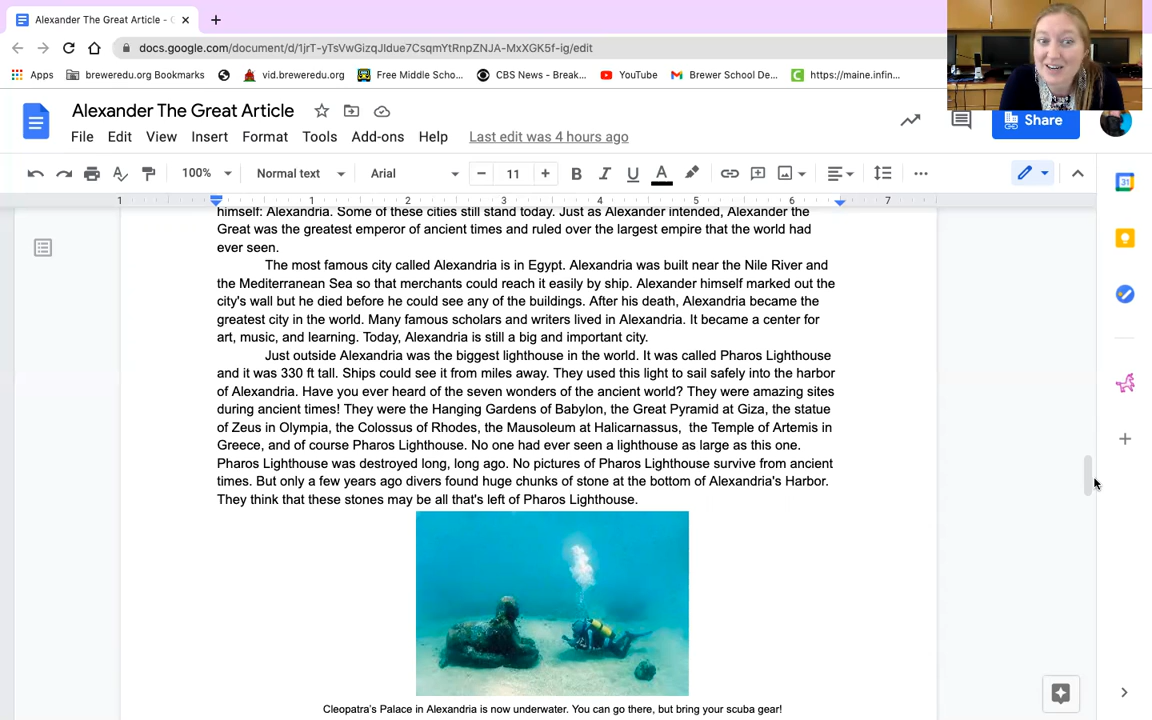 Alexander The Great Article -
docs.google.com/document/d/1jrT-yTsVwGizqJIdue7CsqmYtRnpZNJA-MxXGK5f-ig/edit
Apps breweredu.org Bookmarks vid.breweredu.org Free Middle Scho... CBS News - Break... YouTube Brewer School De... https://maine.infin...
Alexander The Great Article
File Edit View Insert Format Tools Add-ons Help Last edit was 4 hours ago
Share
100% Normal text Arial 11 B I U A
1 1 2 3 4 5 6 7
31
himself: Alexandria. Some of these cities still stand today. Just as Alexander intended, Alexander the
Great was the greatest emperor of ancient times and ruled over the largest empire that the world had
ever seen.
The most famous city called Alexandria is in Egypt. Alexandria was built near the Nile River and
the Mediterranean Sea so that merchants could reach it easily by ship. Alexander himself marked out the
city's wall but he died before he could see any of the buildings. After his death, Alexandria became the
greatest city in the world. Many famous scholars and writers lived in Alexandria. It became a center for
art, music, and learning. Today, Alexandria is still a big and important city.
Just outside Alexandria was the biggest lighthouse in the world. It was called Pharos Lighthouse
and it was 330 ft tall. Ships could see it from miles away. They used this light to sail safely into the harbor
of Alexandria. Have you ever heard of the seven wonders of the ancient world? They were amazing sites
during ancient times! They were the Hanging Gardens of Babylon, the Great Pyramid at Giza, the statue
of Zeus in Olympia, the Colossus of Rhodes, the Mausoleum at Halicarnassus, the Temple of Artemis in
Greece, and of course Pharos Lighthouse. No one had ever seen a lighthouse as large as this one.
Pharos Lighthouse was destroyed long, long ago. No pictures of Pharos Lighthouse survive from ancient
times. But only a few years ago divers found huge chunks of stone at the bottom of Alexandria's Harbor.
They think that these stones may be all that's left of Pharos Lighthouse.
Cleopatra's Palace in Alexandria is now underwater. You can go there, but bring your scuba gear!